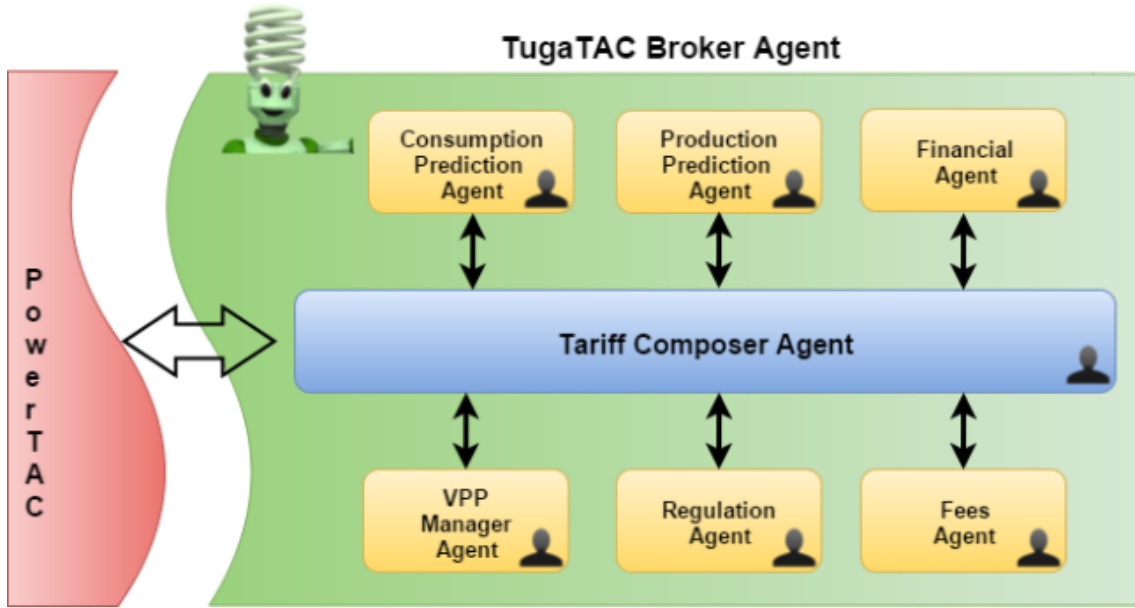 TugaTAC Broker Agent
Consumption
Prediction
Agent
Production
Prediction
Agent
Financial
Agent
PowerTAC
Tariff Composer Agent
VPP
Manager
Agent
Regulation
Agent
Fees
Agent